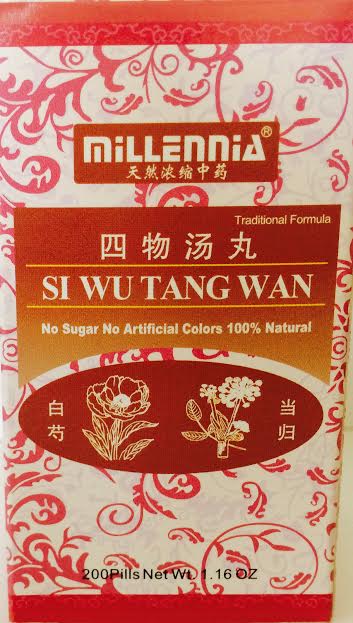 MiLLENNiA®
天然浓缩中药
Traditional Formula
四物汤丸
SI WU TANG WAN
No Sugar No Artificial Colors 100% Natural
白芍
当归
200Pills Net Wt. 1.16 OZ